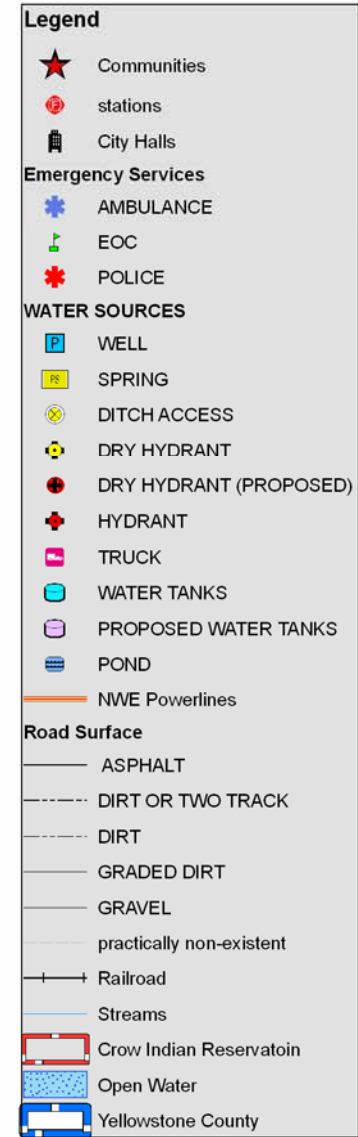 Legend
Communities
F stations
City Halls
Emergency Services
AMBULANCE
EOC
POLICE
WATER SOURCES
P WELL
PS SPRING
DITCH ACCESS
DRY HYDRANT
DRY HYDRANT (PROPOSED)
HYDRANT
TRUCK
WATER TANKS
PROPOSED WATER TANKS
POND
NWE Powerlines
Road Surface
ASPHALT
DIRT OR TWO TRACK
DIRT
GRADED DIRT
GRAVEL
practically non-existent
Railroad
Streams
Crow Indian Reservatoin
Open Water
Yellowstone County